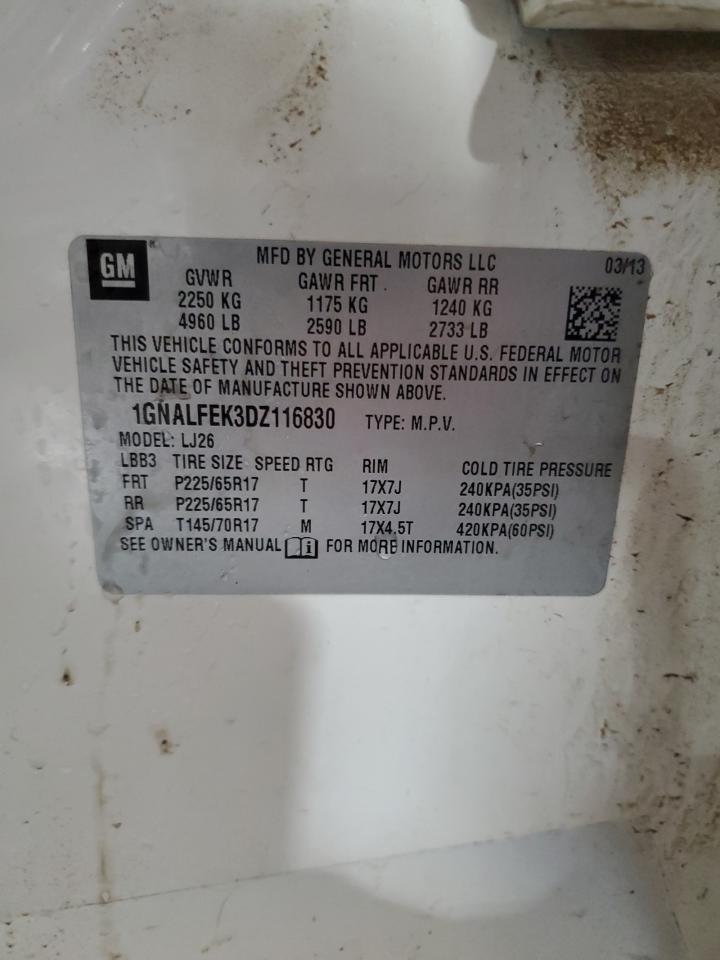 GM
MFD BY GENERAL MOTORS LLC 03/13
GVWR GAWR FRT . GAWR RR
2250 KG 1175 KG 1240 KG
4960 LB 2590 LB 2733 LB
THIS VEHICLE CONFORMS TO ALL APPLICABLE U.S. FEDERAL MOTOR
VEHICLE SAFETY AND THEFT PREVENTION STANDARDS IN EFFECT ON
THE DATE OF MANUFACTURE SHOWN ABOVE.
1GNALFEK3DZ116830 TYPE: M.P.V.
MODEL: LJ26
LBB3 TIRE SIZE SPEED RTG RIM COLD TIRE PRESSURE
FRT P225/65R17 T 17X7J 240KPA(35PSI)
RR P225/65R17 T 17X7J 240KPA(35PSI)
SPA T145/70R17 M 17X4.5T 420KPA(60PSI)
SEE OWNER'S MANUAL i FOR MORE INFORMATION.